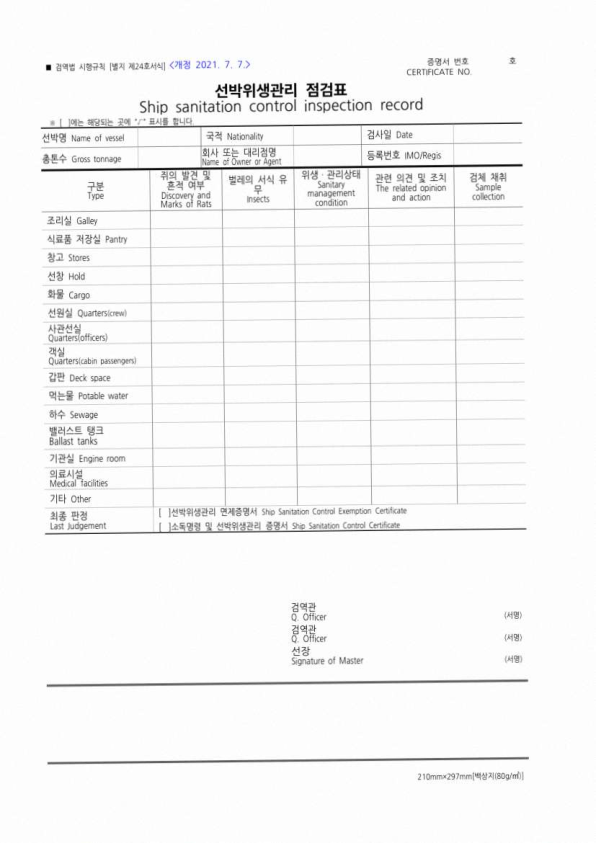 ■ 검역법 시행규칙 [별지 제24호서식] <개정 2021. 7. 7.>
증명서 번호 호
CERTIFICATE NO.
선박위생관리 점검표
Ship sanitation control inspection record
※ [ ]에는 해당되는 곳에 "√" 표시를 합니다.
선박명 Name of vessel 국적 Nationality 검사일 Date
총톤수 Gross tonnage 회사 또는 대리점명 Name of Owner or Agent 등록번호 IMO/Regis
구분
Type
쥐의 발견 및
흔적 여부
Discovery and
Marks of Rats
벌레의 서식 유
무
Insects
위생ㆍ관리상태
Sanitary
management
condition
관련 의견 및 조치
The related opinion
and action
검체 채취
Sample
collection
조리실 Galley
식료품 저장실 Pantry
창고 Stores
선창 Hold
화물 Cargo
선원실 Quarters(crew)
사관선실
Quarters(officers)
객실
Quarters(cabin passengers)
갑판 Deck space
먹는물 Potable water
하수 Sewage
밸러스트 탱크
Ballast tanks
기관실 Engine room
의료시설
Medical facilities
기타 Other
최종 판정
Last Judgement
[ ]선박위생관리 면제증명서 Ship Sanitation Control Exemption Certificate
[ ]소독명령 및 선박위생관리 증명서 Ship Sanitation Control Certificate
검역관
Q. Officer (서명)
검역관
Q. Officer (서명)
선장
Signature of Master (서명)
210mm×297mm[백상지(80g/㎡)]